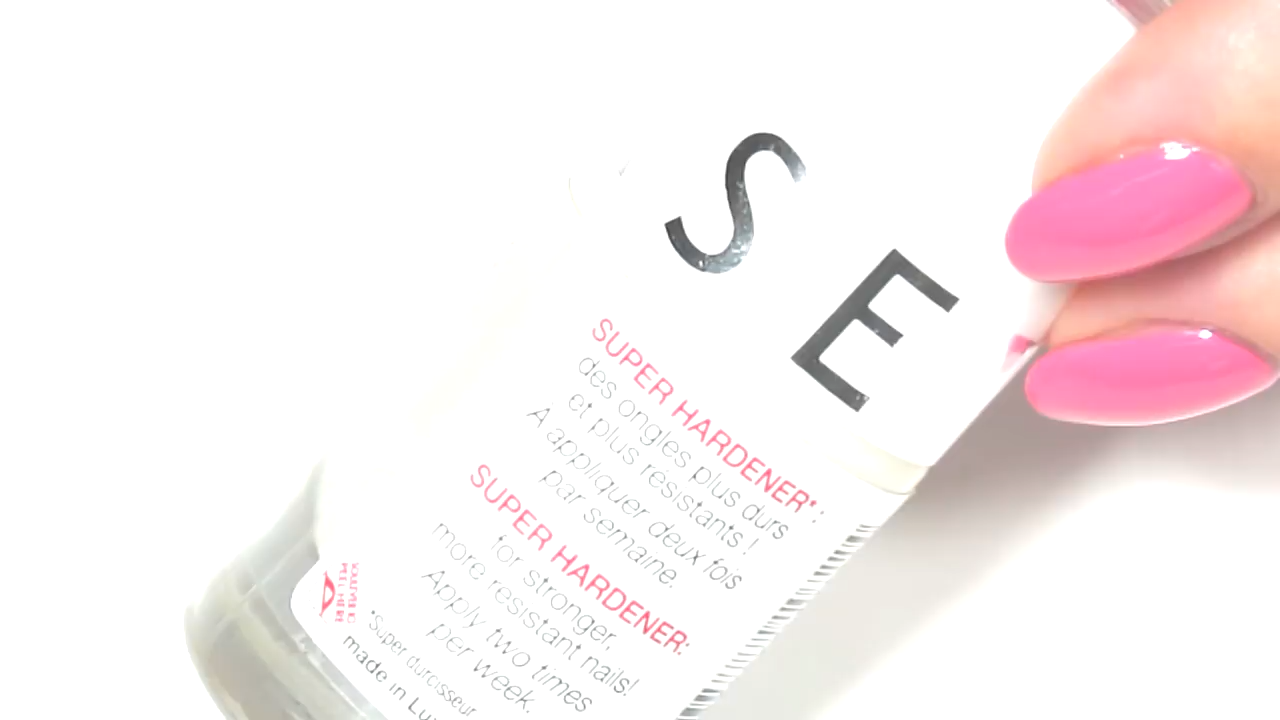 S
E
SUPER HARDENER*:
des ongles plus durs
et plus résistants !
A appliquer deux fois
par semaine.
SUPER HARDENER:
for stronger,
more resistant nails!
Apply two times
per week.
*Super durcisseur
made in